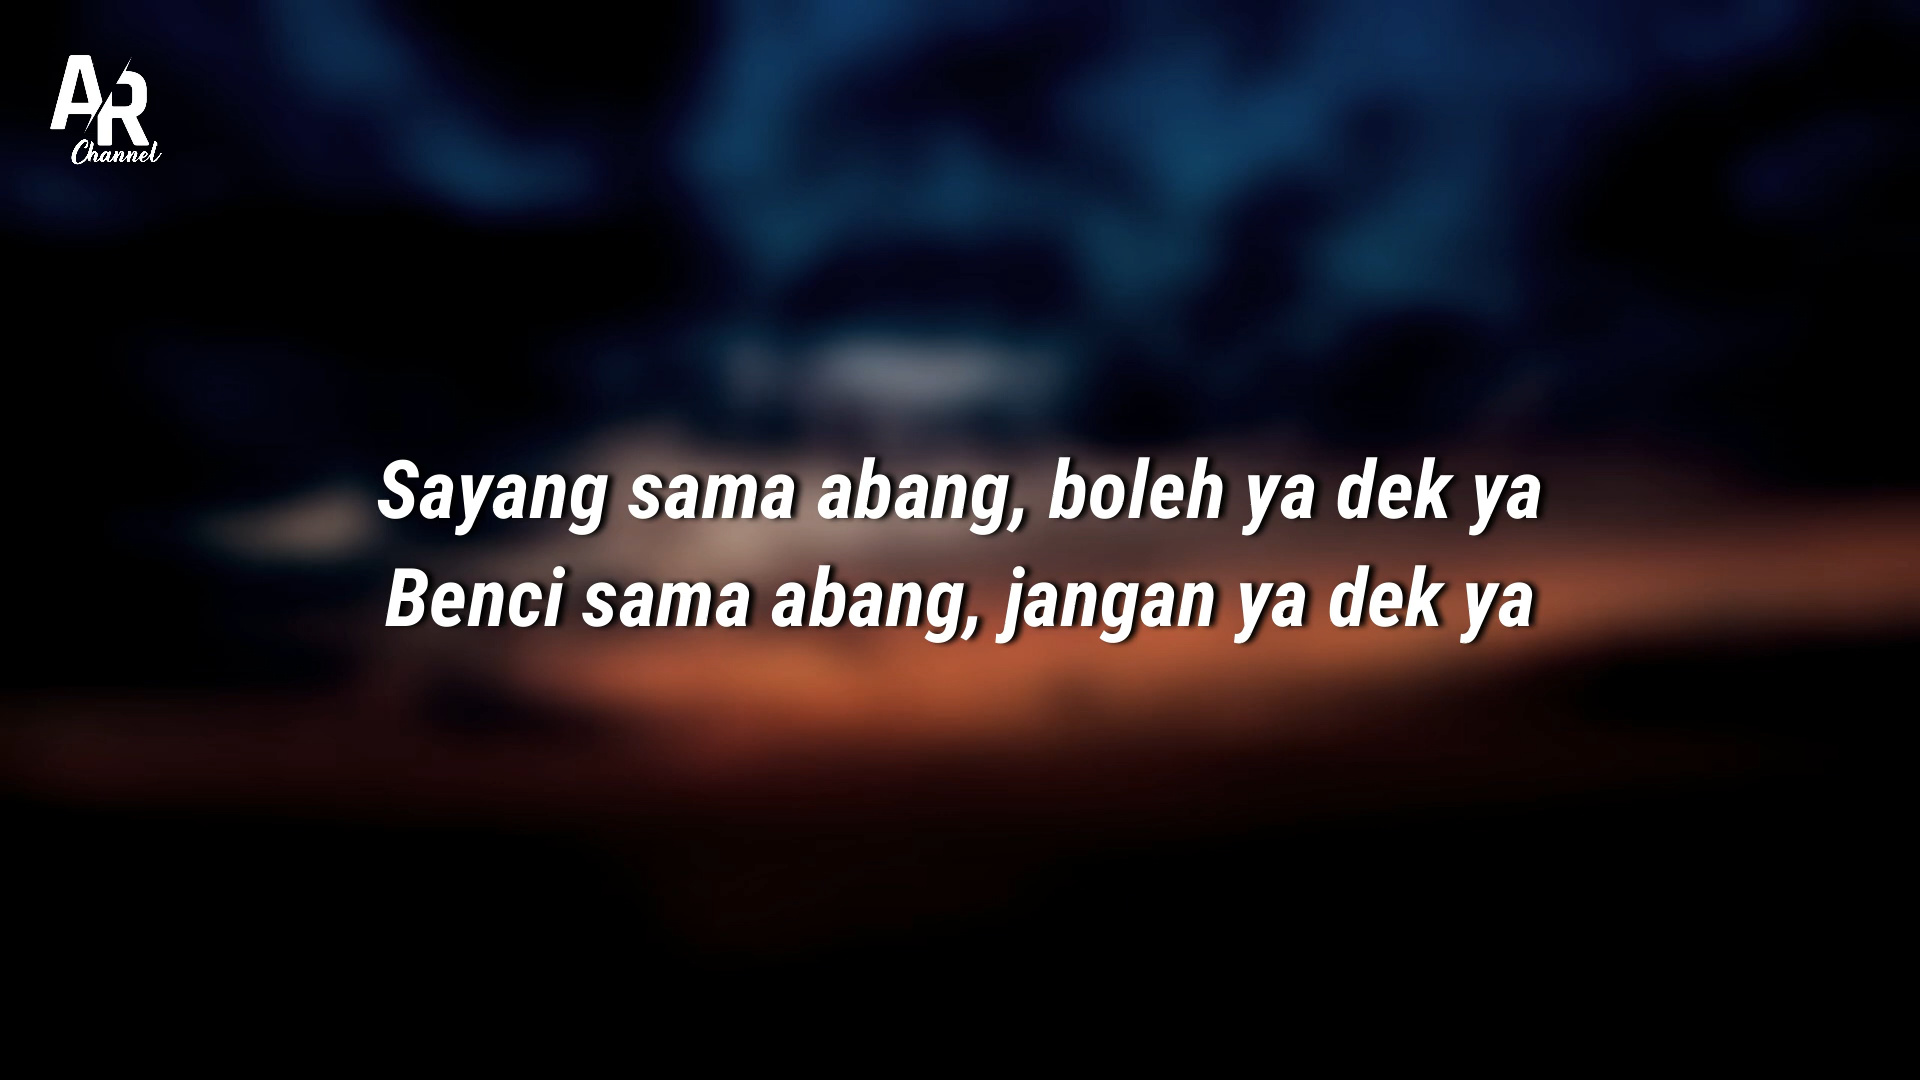 AR
Channel
Sayang sama abang, boleh ya dek ya
Benci sama abang, jangan ya dek ya